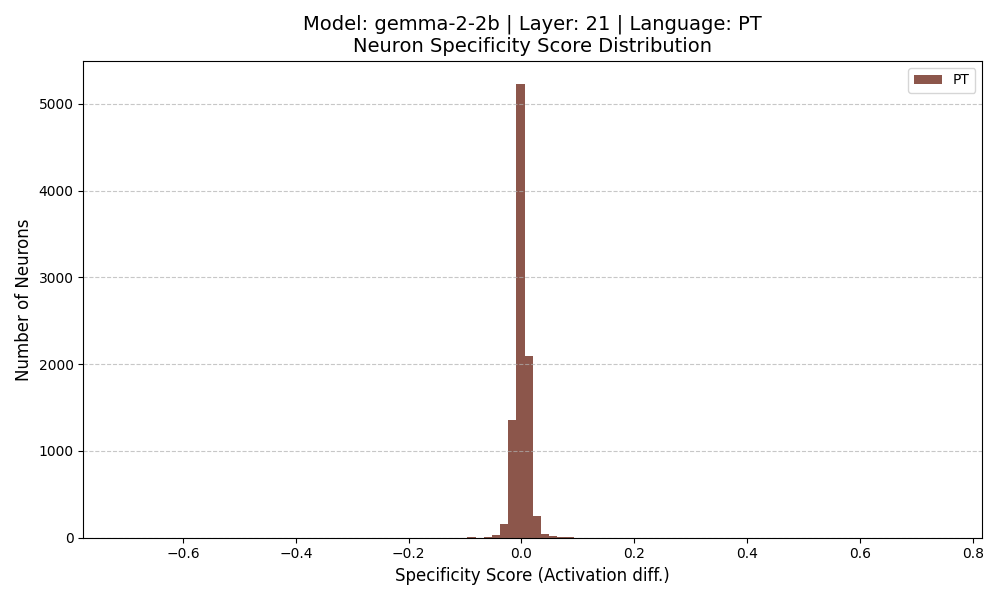 Model: gemma-2-2b | Layer: 21 | Language: PT
Neuron Specificity Score Distribution
PT
5000
4000
3000
2000
1000
0
Number of Neurons
−0.6 −0.4 −0.2 0.0 0.2 0.4 0.6 0.8
Specificity Score (Activation diff.)